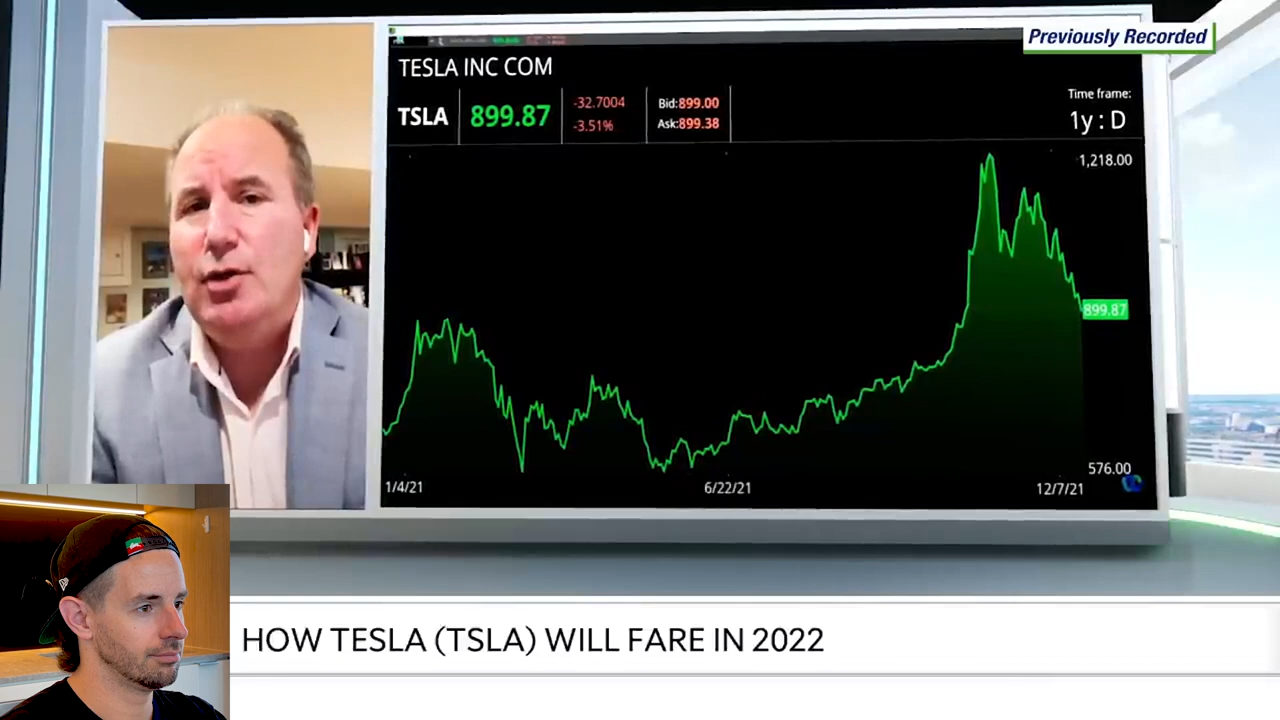 Previously Recorded
TESLA INC COM
TSLA
899.87
-32.7004
-3.51%
Bid:899.00
Ask:899.38
Time frame:
1y : D
1,218.00
899.87
576.00
1/4/21
6/22/21
12/7/21
HOW TESLA (TSLA) WILL FARE IN 2022